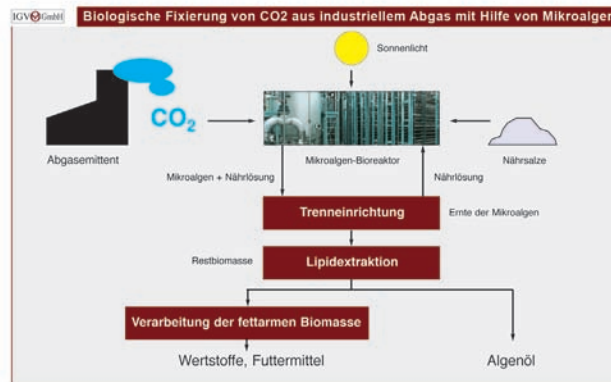 IGV GmbH
Biologische Fixierung von CO2 aus industriellem Abgas mit Hilfe von Mikroalgen
Sonnenlicht
CO2
Abgasemittent
Mikroalgen-Bioreaktor
Nährsalze
Mikroalgen + Nährlösung
Nährlösung
Trenneinrichtung
Ernte der Mikroalgen
Restbiomasse
Lipidextraktion
Verarbeitung der fettarmen Biomasse
Wertstoffe, Futtermittel
Algenöl